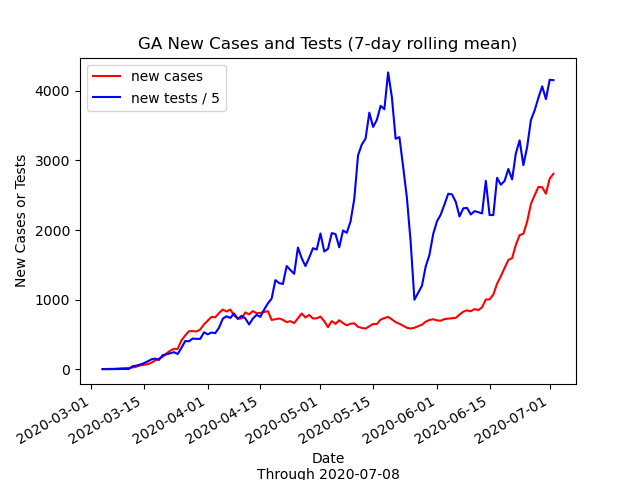 GA New Cases and Tests (7-day rolling mean)
new cases
new tests / 5
New Cases or Tests
4000
3000
2000
1000
0
2020-03-01
2020-03-15
2020-04-01
2020-04-15
2020-05-01
2020-05-15
2020-06-01
2020-06-15
2020-07-01
Date
Through 2020-07-08